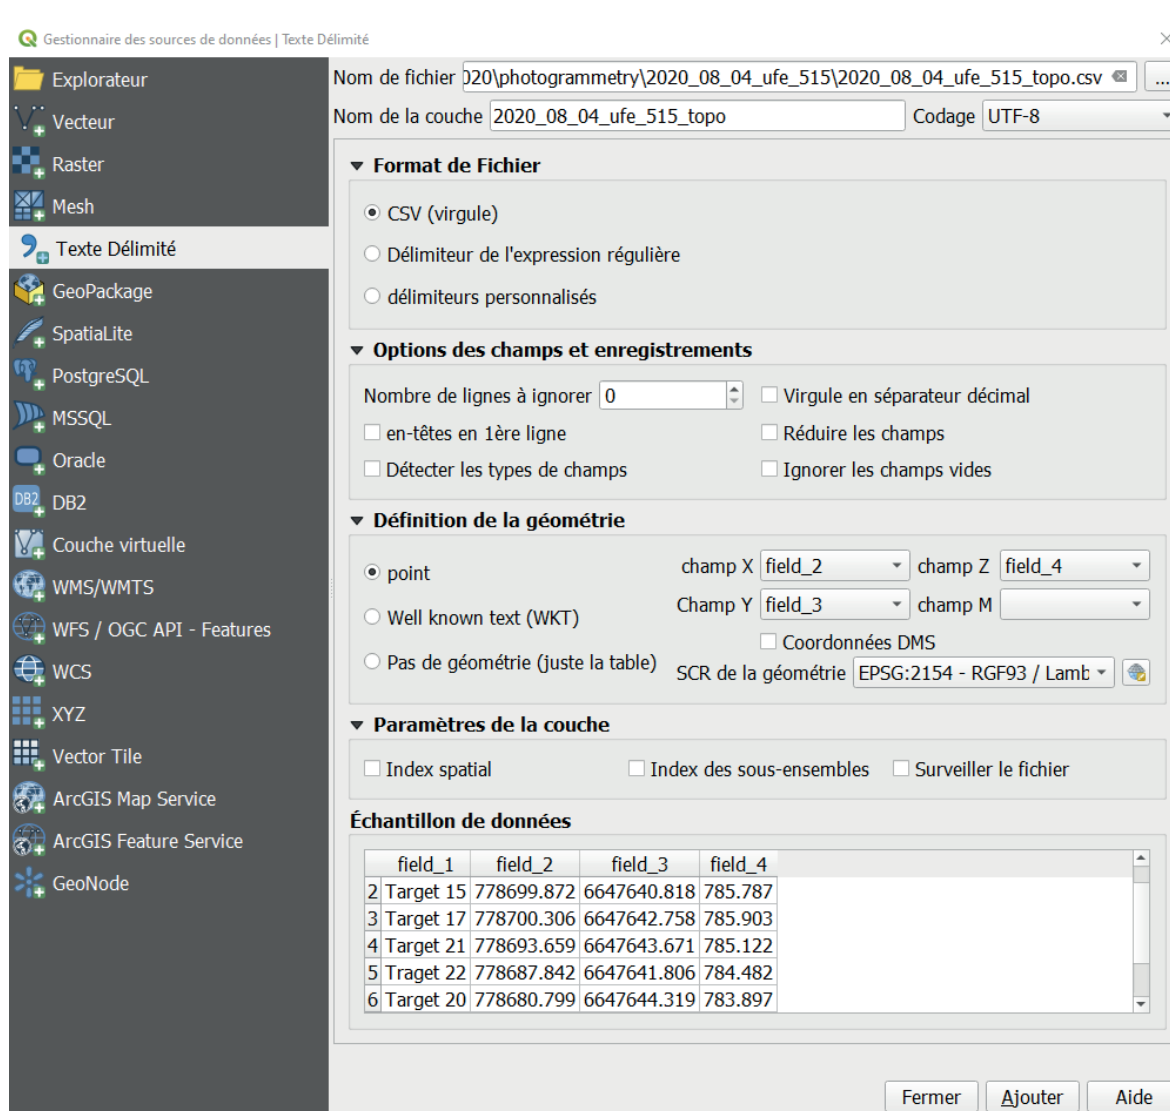 Gestionnaire des sources de données | Texte Délimité
Explorateur
Vecteur
Raster
Mesh
Texte Délimité
GeoPackage
SpatiaLite
PostgreSQL
MSSQL
Oracle
DB2 DB2
Couche virtuelle
WMS/WMTS
WFS / OGC API - Features
WCS
XYZ
Vector Tile
ArcGIS Map Service
ArcGIS Feature Service
GeoNode
Nom de fichier 020\photogrammetry\2020_08_04_ufe_515\2020_08_04_ufe_515_topo.csv ...
Nom de la couche 2020_08_04_ufe_515_topo Codage UTF-8
Format de Fichier
CSV (virgule)
Délimiteur de l'expression régulière
délimiteurs personnalisés
Options des champs et enregistrements
Nombre de lignes à ignorer 0 Virgule en séparateur décimal
en-têtes en 1ère ligne Réduire les champs
Détecter les types de champs Ignorer les champs vides
Définition de la géométrie
point champ X field_2 champ Z field_4
Well known text (WKT) Champ Y field_3 champ M
Coordonnées DMS
Pas de géométrie (juste la table) SCR de la géométrie EPSG:2154 - RGF93 / Lamb
Paramètres de la couche
Index spatial Index des sous-ensembles Surveiller le fichier
Échantillon de données
field_1 field_2 field_3 field_4
2 Target 15 778699.872 6647640.818 785.787
3 Target 17 778700.306 6647642.758 785.903
4 Target 21 778693.659 6647643.671 785.122
5 Traget 22 778687.842 6647641.806 784.482
6 Target 20 778680.799 6647644.319 783.897
Fermer Ajouter Aide